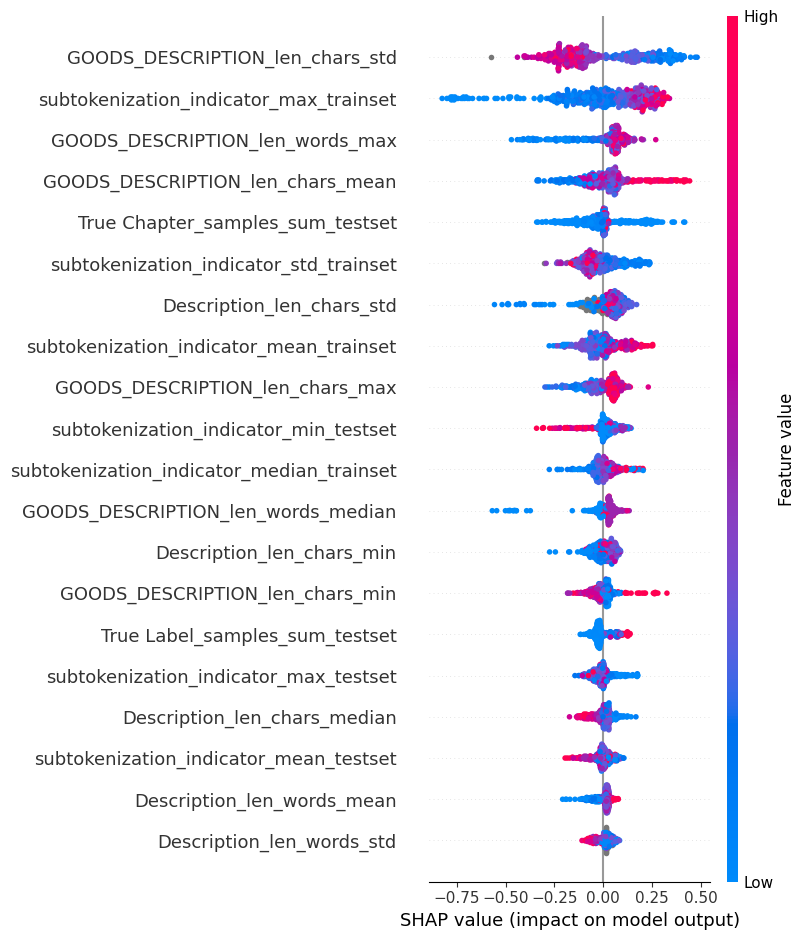 High
GOODS_DESCRIPTION_len_chars_std
subtokenization_indicator_max_trainset
GOODS_DESCRIPTION_len_words_max
GOODS_DESCRIPTION_len_chars_mean
True Chapter_samples_sum_testset
subtokenization_indicator_std_trainset
Description_len_chars_std
subtokenization_indicator_mean_trainset
GOODS_DESCRIPTION_len_chars_max
subtokenization_indicator_min_testset
subtokenization_indicator_median_trainset
GOODS_DESCRIPTION_len_words_median
Description_len_chars_min
GOODS_DESCRIPTION_len_chars_min
True Label_samples_sum_testset
subtokenization_indicator_max_testset
Description_len_chars_median
subtokenization_indicator_mean_testset
Description_len_words_mean
Description_len_words_std
Feature value
Low
−0.75 −0.50 −0.25 0.00 0.25 0.50
SHAP value (impact on model output)